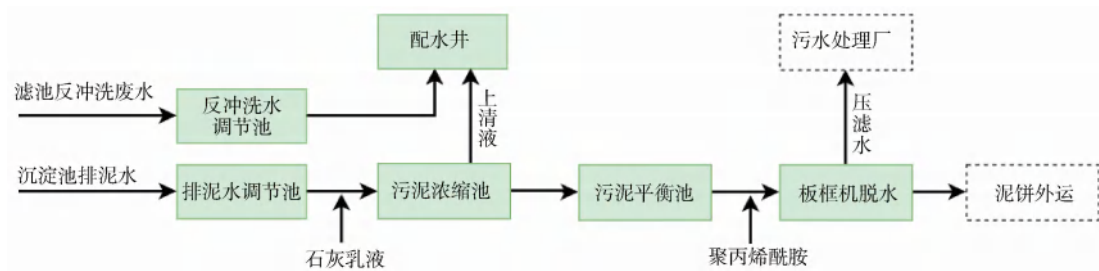 配水井
污水处理厂
滤池反冲洗废水
反冲洗水
调节池
上清液
压滤水
沉淀池排泥水
排泥水调节池
污泥浓缩池
污泥平衡池
板框机脱水
泥饼外运
石灰乳液
聚丙烯酰胺